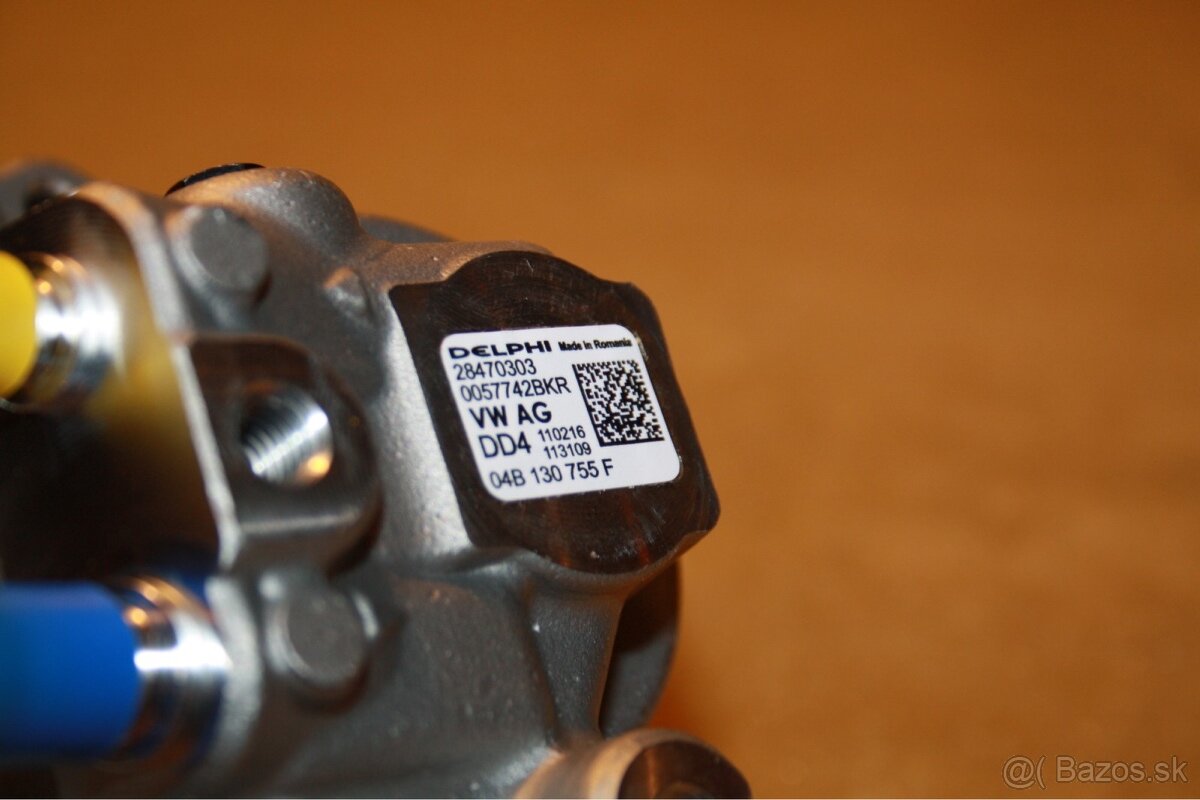 DELPHI Made in Romania
28470303
0057742BKR
VW AG
DD4 110216
113109
04B 130 755 F
@( Bazos.sk